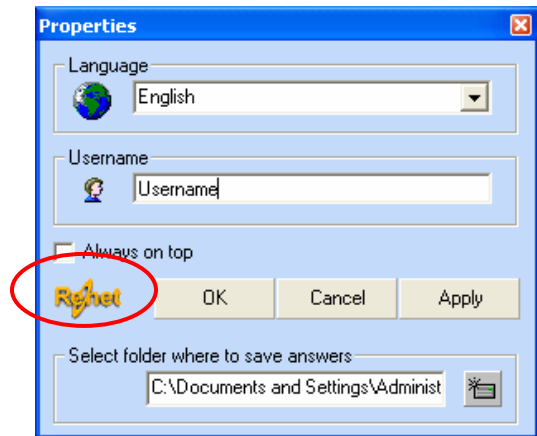 Properties
Language
English
Username
Username
Always on top
OK Cancel Apply
Select folder where to save answers
C:\Documents and Settings\Administ